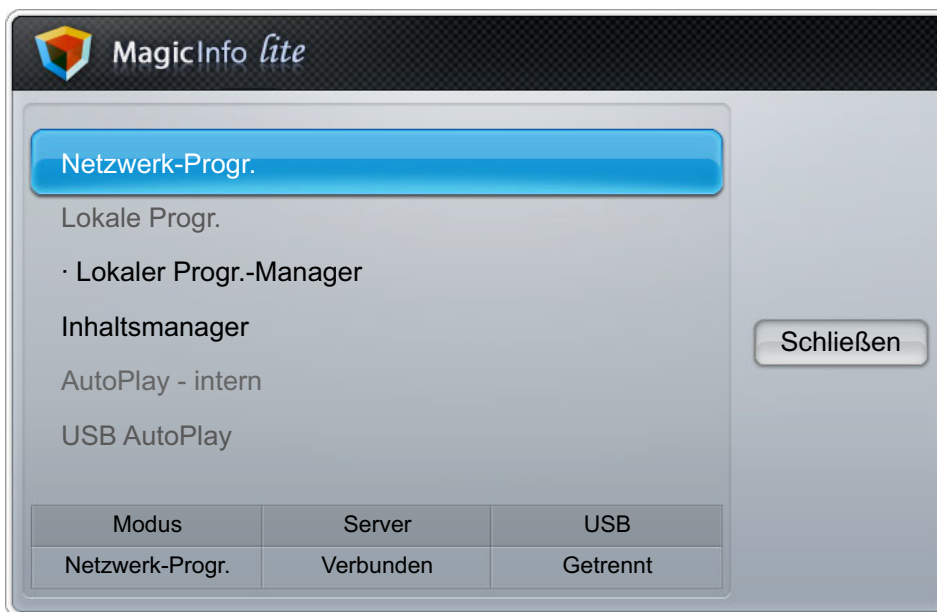 MagicInfo lite
Netzwerk-Progr.
Lokale Progr.
· Lokaler Progr.-Manager
Inhaltsmanager
Schließen
AutoPlay - intern
USB AutoPlay
Modus Server USB
Netzwerk-Progr. Verbunden Getrennt